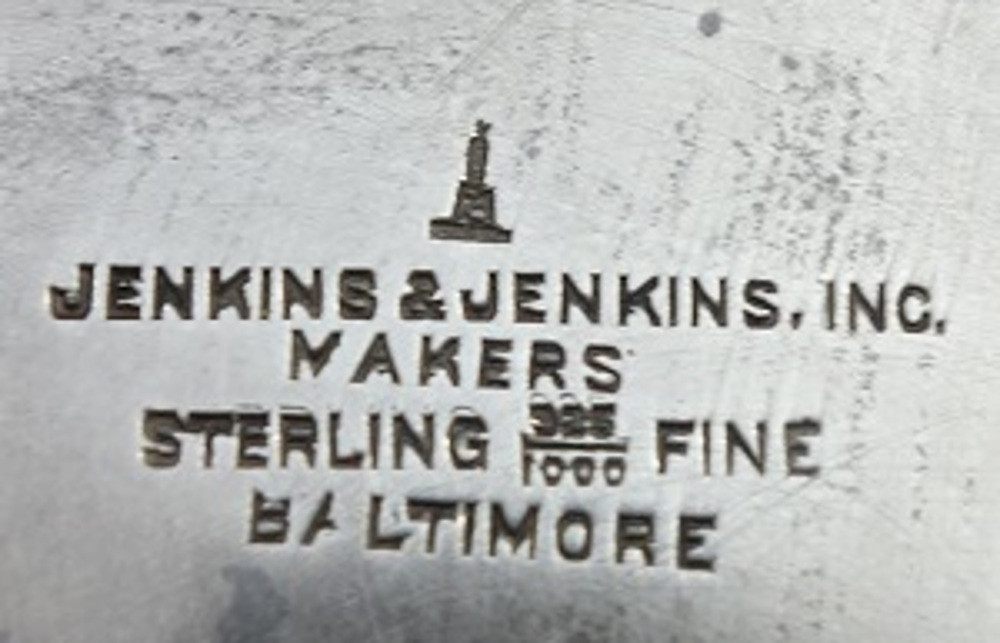 JENKINS & JENKINS, INC.
MAKERS
STERLING 925/1000 FINE
BALTIMORE